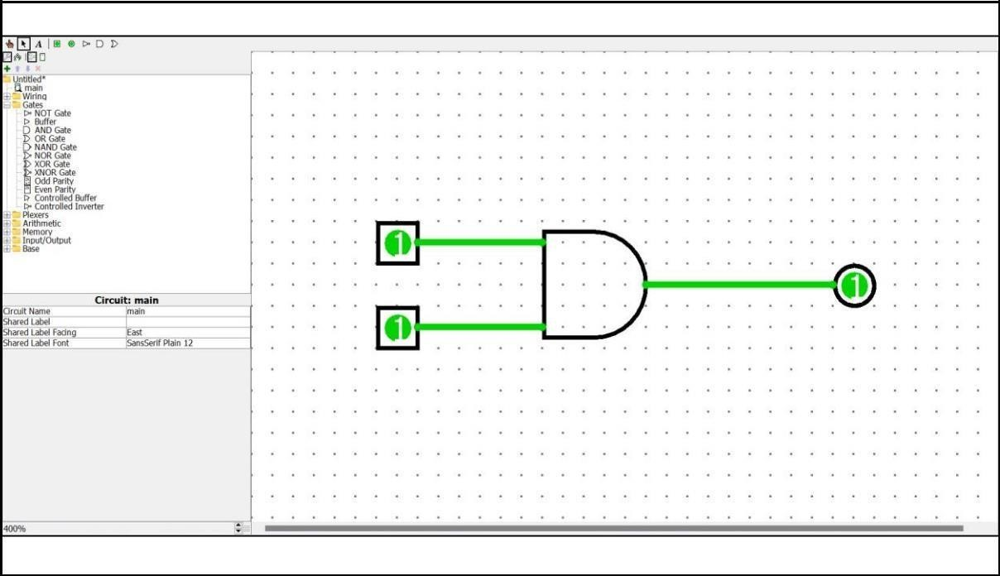 A
Untitled*
main
Wiring
Gates
NOT Gate
Buffer
AND Gate
OR Gate
NAND Gate
NOR Gate
XOR Gate
XNOR Gate
Odd Parity
Even Parity
Controlled Buffer
Controlled Inverter
Plexers
Arithmetic
Memory
Input/Output
Base
1
1
1
Circuit: main
Circuit Name main
Shared Label
Shared Label Facing East
Shared Label Font SansSerif Plain 12
400%